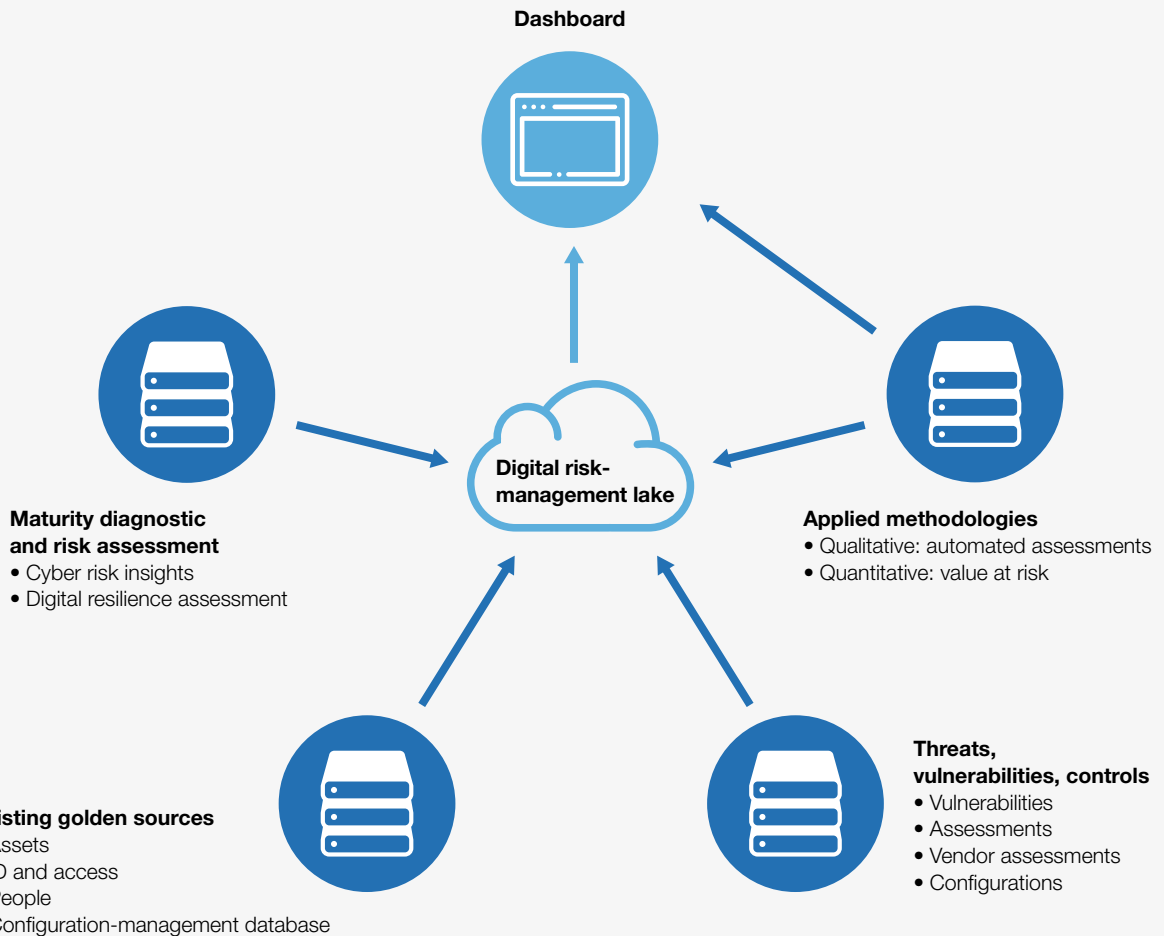 Dashboard
Digital risk-
management lake
Maturity diagnostic
and risk assessment
• Cyber risk insights
• Digital resilience assessment
Applied methodologies
• Qualitative: automated assessments
• Quantitative: value at risk
isting golden sources
ssets
and access
eople
onfiguration-management database
Threats,
vulnerabilities, controls
• Vulnerabilities
• Assessments
• Vendor assessments
• Configurations